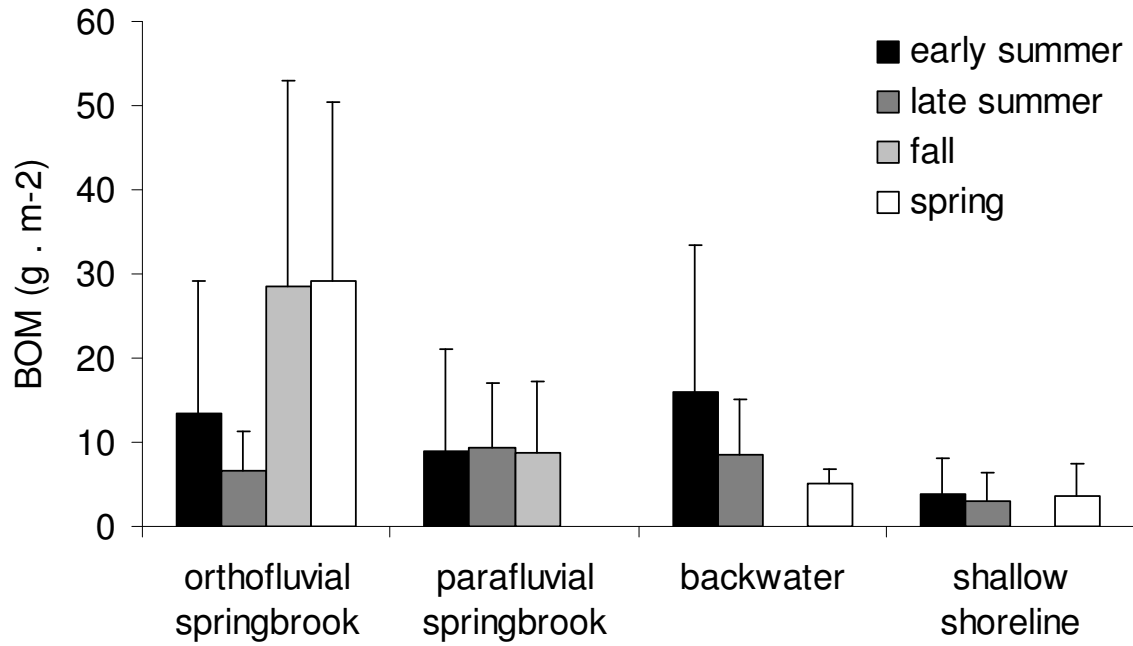 60
50
40
30
20
10
0
BOM (g . m-2)
early summer
late summer
fall
spring
orthofluvial
springbrook
parafluvial
springbrook
backwater
shallow
shoreline